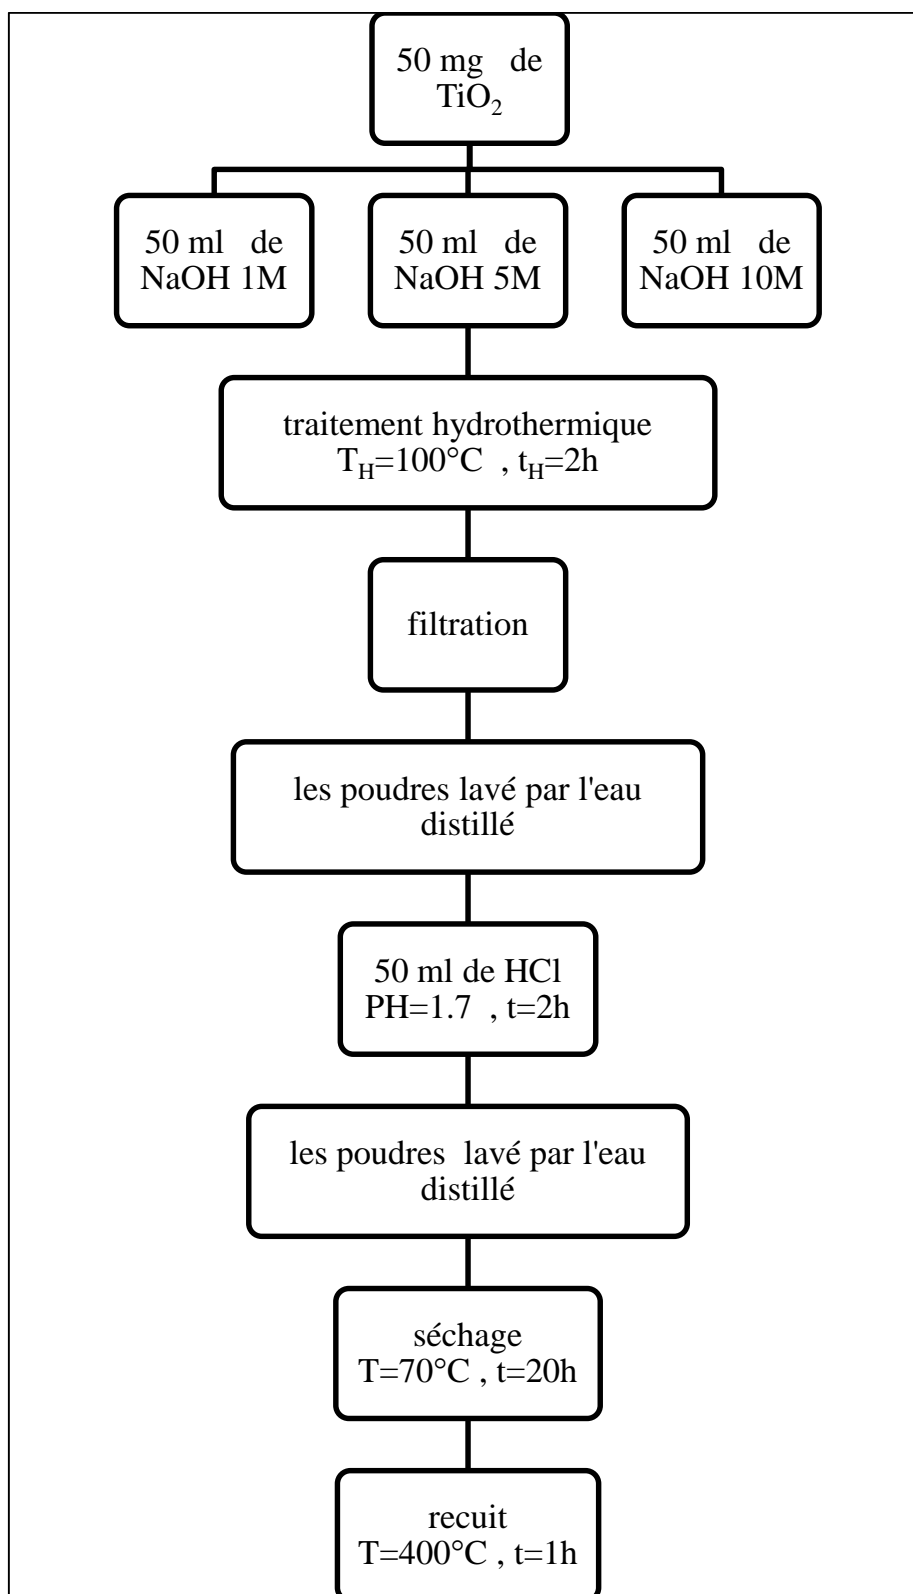 50 mg de
TiO₂
50 ml de
NaOH 1M
50 ml de
NaOH 5M
50 ml de
NaOH 10M
traitement hydrothermique
T_H=100°C , t_H=2h
filtration
les poudres lavé par l'eau
distillé
50 ml de HCl
PH=1.7 , t=2h
les poudres lavé par l'eau
distillé
séchage
T=70°C , t=20h
recuit
T=400°C , t=1h